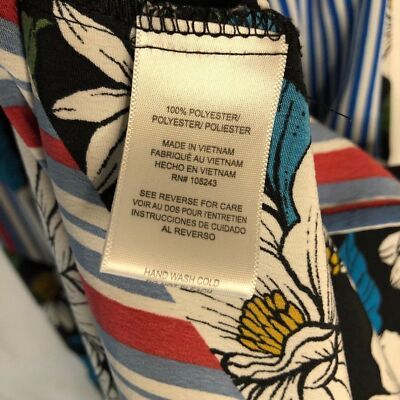 100% POLYESTER/
POLYESTER/ POLIESTER
MADE IN VIETNAM
FABRIQUÉ AU VIETNAM
HECHO EN VIETNAM
RN# 105243
SEE REVERSE FOR CARE
VOIR AU DOS POUR L'ENTRETIEN
INSTRUCCIONES DE CUIDADO
AL REVERSO
HAND WASH COLD